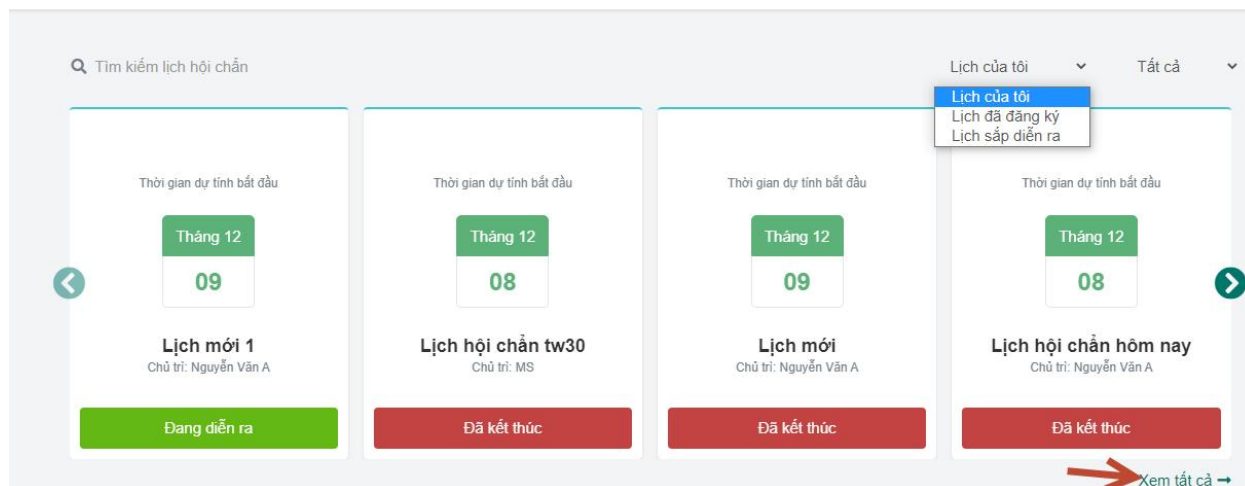 Tìm kiếm lịch hội chẩn
Lịch của tôi
Tất cả
Lịch của tôi
Lịch đã đăng ký
Lịch sắp diễn ra
Thời gian dự tính bắt đầu
Tháng 12
09
Lịch mới 1
Chủ trì: Nguyễn Văn A
Đang diễn ra
Thời gian dự tính bắt đầu
Tháng 12
08
Lịch hội chẩn tw30
Chủ trì: MS
Đã kết thúc
Thời gian dự tính bắt đầu
Tháng 12
09
Lịch mới
Chủ trì: Nguyễn Văn A
Đã kết thúc
Thời gian dự tính bắt đầu
Tháng 12
08
Lịch hội chẩn hôm nay
Chủ trì: Nguyễn Văn A
Đã kết thúc
Xem tất cả →